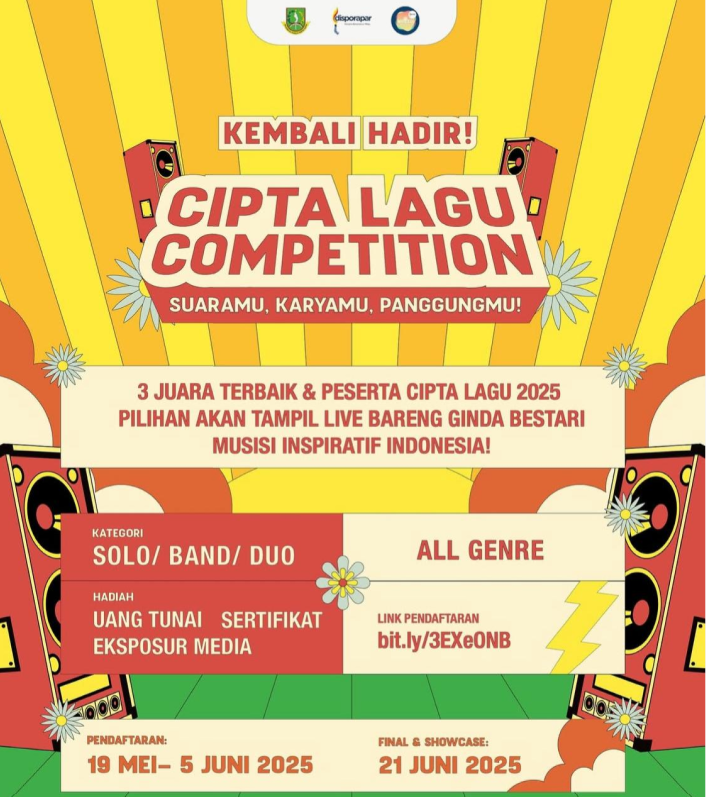 disporapar
KEMBALI HADIR!
CIPTA LAGU
COMPETITION
SUARAMU, KARYAMU, PANGGUNGMU!
3 JUARA TERBAIK & PESERTA CIPTA LAGU 2025
PILIHAN AKAN TAMPIL LIVE BARENG GINDA BESTARI
MUSISI INSPIRATIF INDONESIA!
KATEGORI
SOLO/ BAND/ DUO
ALL GENRE
HADIAH
UANG TUNAI SERTIFIKAT
EKSPOSUR MEDIA
LINK PENDAFTARAN
bit.ly/3EXeONB
PENDAFTARAN:
19 MEI– 5 JUNI 2025
FINAL & SHOWCASE:
21 JUNI 2025